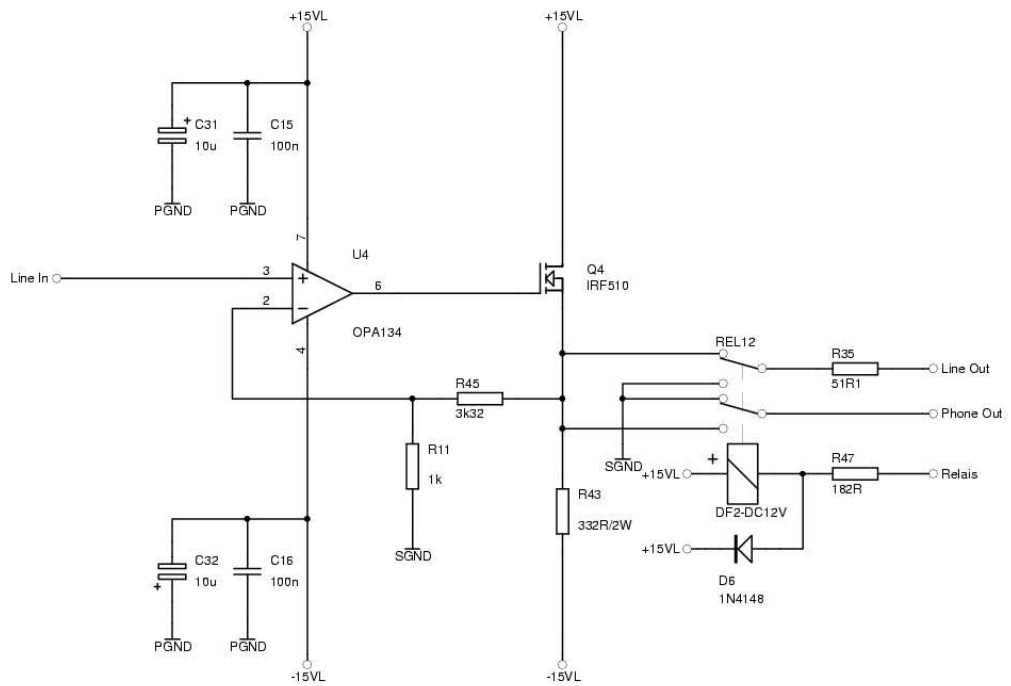 +15VL
+15VL
C31
10u
+
C15
100n
PGND
PGND
7
U4
Line In
3
+
2
−
6
4
OPA134
Q4
IRF510
REL12
R35
51R1
Line Out
R45
3k32
Phone Out
R11
1k
SGND
+15VL
+
R47
182R
Relais
DF2-DC12V
R43
332R/2W
SGND
+15VL
D6
1N4148
C32
10u
+
C16
100n
PGND
PGND
-15VL
-15VL